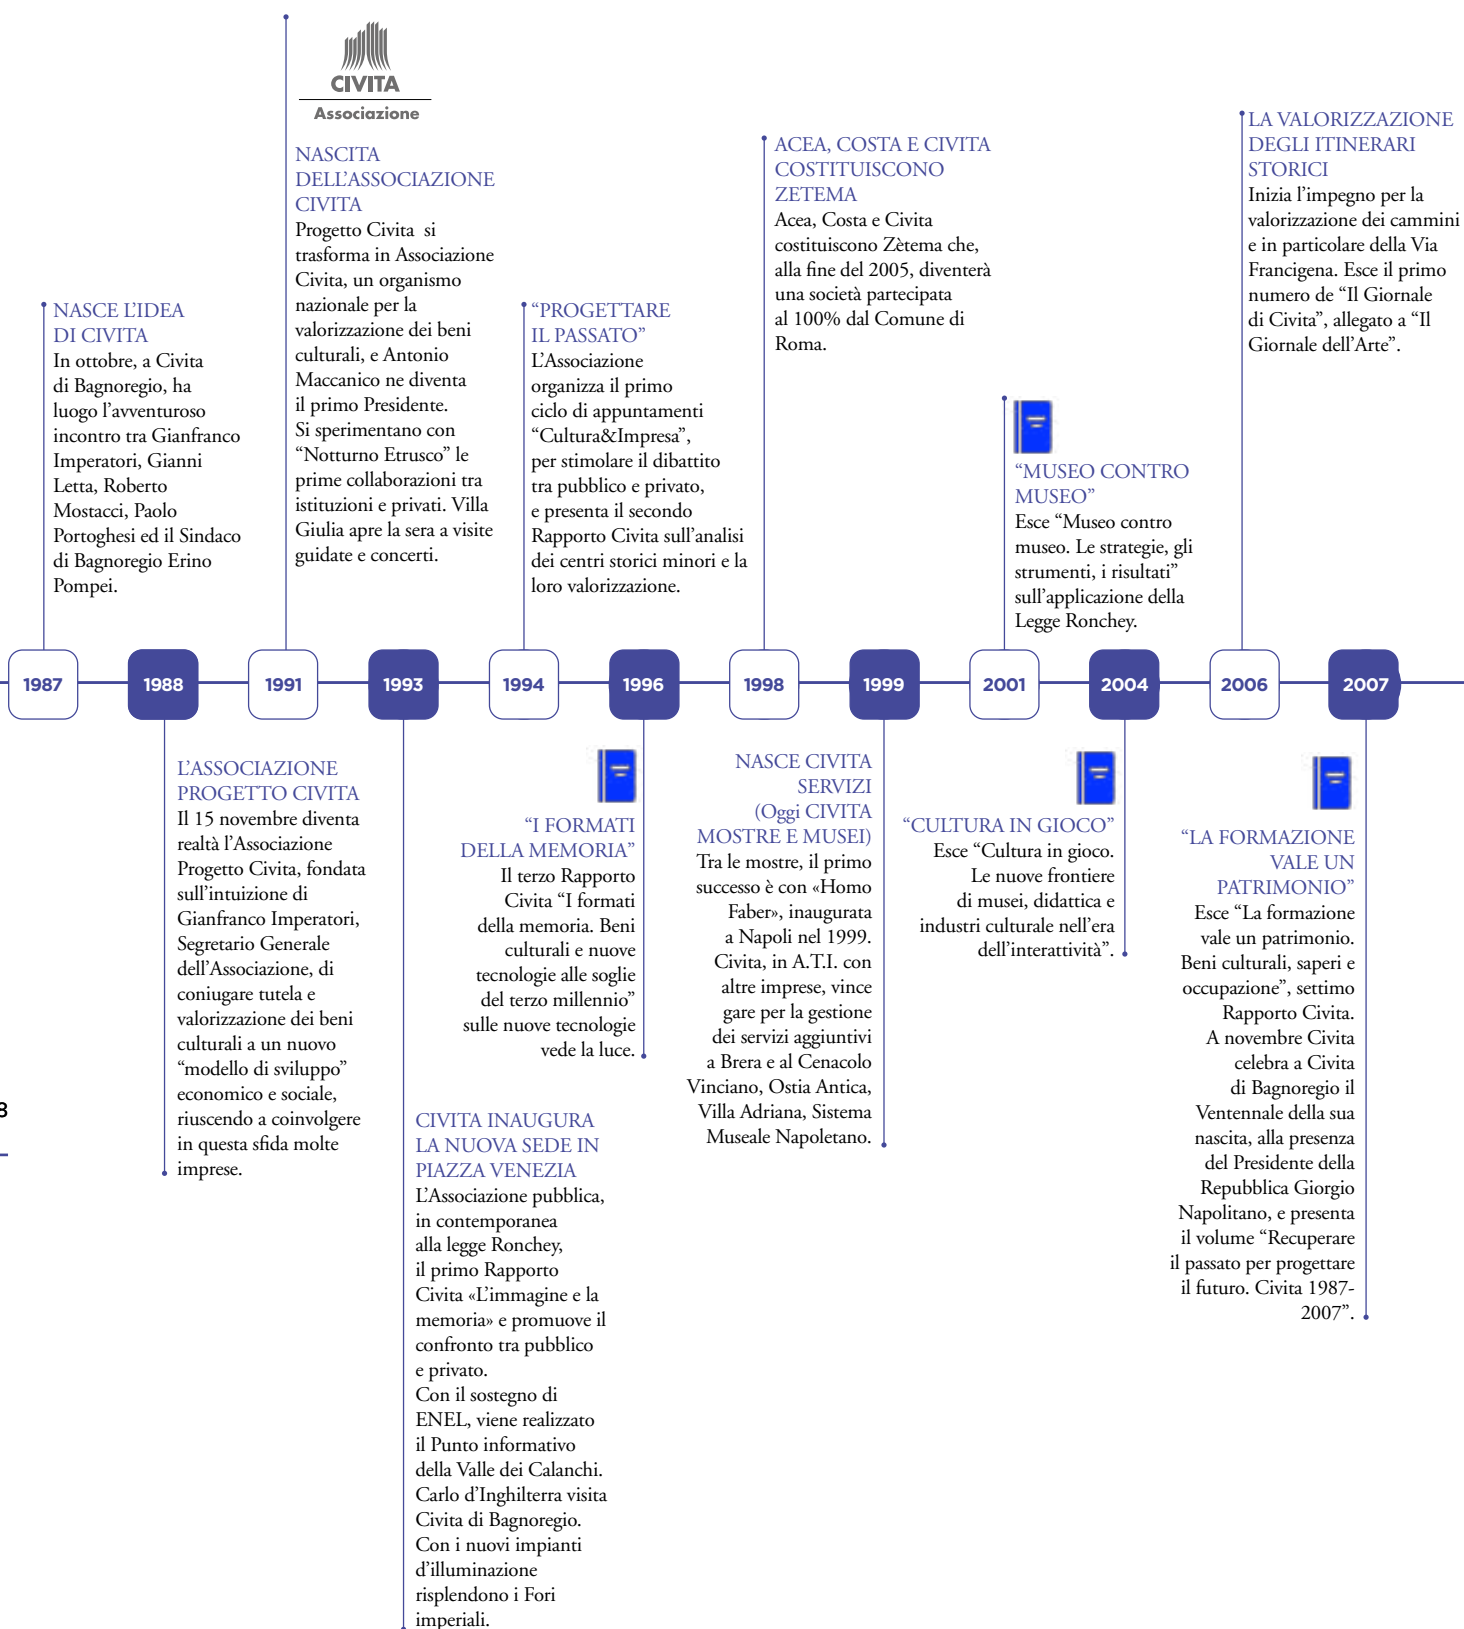 CIVITA
Associazione
NASCITA
DELL'ASSOCIAZIONE
CIVITA
Progetto Civita si
trasforma in Associazione
Civita, un organismo
nazionale per la
valorizzazione dei beni
culturali, e Antonio
Maccanico ne diventa
il primo Presidente.
Si sperimentano con
“Notturno Etrusco” le
prime collaborazioni tra
istituzioni e privati. Villa
Giulia apre la sera a visite
guidate e concerti.
NASCE L'IDEA
DI CIVITA
In ottobre, a Civita
di Bagnoregio, ha
luogo l'avventuroso
incontro tra Gianfranco
Imperatori, Gianni
Letta, Roberto
Mostacci, Paolo
Portoghesi ed il Sindaco
di Bagnoregio Erino
Pompei.
“PROGETTARE
IL PASSATO”
L'Associazione
organizza il primo
ciclo di appuntamenti
“Cultura&Impresa”,
per stimolare il dibattito
tra pubblico e privato,
e presenta il secondo
Rapporto Civita sull'analisi
dei centri storici minori e la
loro valorizzazione.
ACEA, COSTA E CIVITA
COSTITUISCONO
ZETEMA
Acea, Costa e Civita
costituiscono Zètema che,
alla fine del 2005, diventerà
una società partecipata
al 100% dal Comune di
Roma.
“MUSEO CONTRO
MUSEO”
Esce “Museo contro
museo. Le strategie, gli
strumenti, i risultati”
sull'applicazione della
Legge Ronchey.
LA VALORIZZAZIONE
DEGLI ITINERARI
STORICI
Inizia l'impegno per la
valorizzazione dei cammini
e in particolare della Via
Francigena. Esce il primo
numero de “Il Giornale
di Civita”, allegato a “Il
Giornale dell'Arte”.
1987 1988 1991 1993 1994 1996 1998 1999 2001 2004 2006 2007
L'ASSOCIAZIONE
PROGETTO CIVITA
Il 15 novembre diventa
realtà l'Associazione
Progetto Civita, fondata
sull'intuizione di
Gianfranco Imperatori,
Segretario Generale
dell'Associazione, di
coniugare tutela e
valorizzazione dei beni
culturali a un nuovo
“modello di sviluppo”
economico e sociale,
riuscendo a coinvolgere
in questa sfida molte
imprese.
CIVITA INAUGURA
LA NUOVA SEDE IN
PIAZZA VENEZIA
L'Associazione pubblica,
in contemporanea
alla legge Ronchey,
il primo Rapporto
Civita «L'immagine e la
memoria» e promuove il
confronto tra pubblico
e privato.
Con il sostegno di
ENEL, viene realizzato
il Punto informativo
della Valle dei Calanchi.
Carlo d'Inghilterra visita
Civita di Bagnoregio.
Con i nuovi impianti
d'illuminazione
risplendono i Fori
imperiali.
“I FORMATI
DELLA MEMORIA”
Il terzo Rapporto
Civita “I formati
della memoria. Beni
culturali e nuove
tecnologie alle soglie
del terzo millennio”
sulle nuove tecnologie
vede la luce.
NASCE CIVITA
SERVIZI
(Oggi CIVITA
MOSTRE E MUSEI)
Tra le mostre, il primo
successo è con «Homo
Faber», inaugurata
a Napoli nel 1999.
Civita, in A.T.I. con
altre imprese, vince
gare per la gestione
dei servizi aggiuntivi
a Brera e al Cenacolo
Vinciano, Ostia Antica,
Villa Adriana, Sistema
Museale Napoletano.
“CULTURA IN GIOCO”
Esce “Cultura in gioco.
Le nuove frontiere
di musei, didattica e
industri culturale nell'era
dell'interattività”.
“LA FORMAZIONE
VALE UN
PATRIMONIO”
Esce “La formazione
vale un patrimonio.
Beni culturali, saperi e
occupazione”, settimo
Rapporto Civita.
A novembre Civita
celebra a Civita
di Bagnoregio il
Ventennale della sua
nascita, alla presenza
del Presidente della
Repubblica Giorgio
Napolitano, e presenta
il volume “Recuperare
il passato per progettare
il futuro. Civita 1987-
2007”.